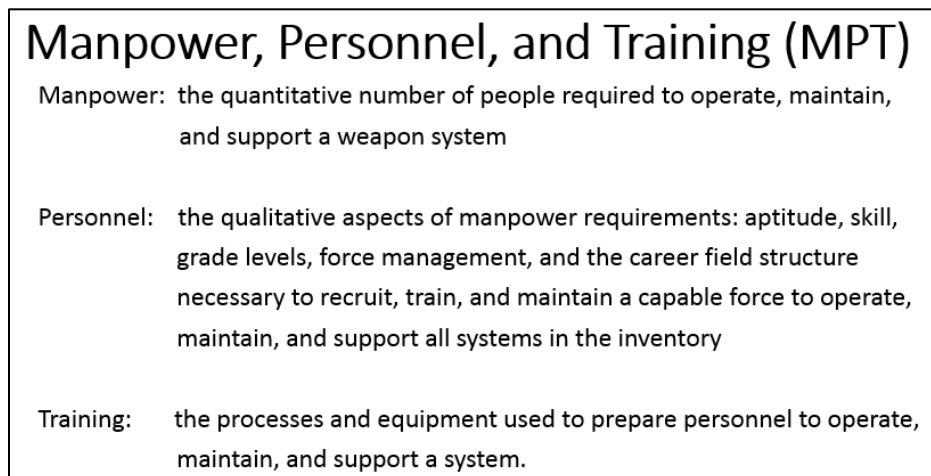 Manpower, Personnel, and Training (MPT)
Manpower: the quantitative number of people required to operate, maintain,
and support a weapon system
Personnel: the qualitative aspects of manpower requirements: aptitude, skill,
grade levels, force management, and the career field structure
necessary to recruit, train, and maintain a capable force to operate,
maintain, and support all systems in the inventory
Training: the processes and equipment used to prepare personnel to operate,
maintain, and support a system.